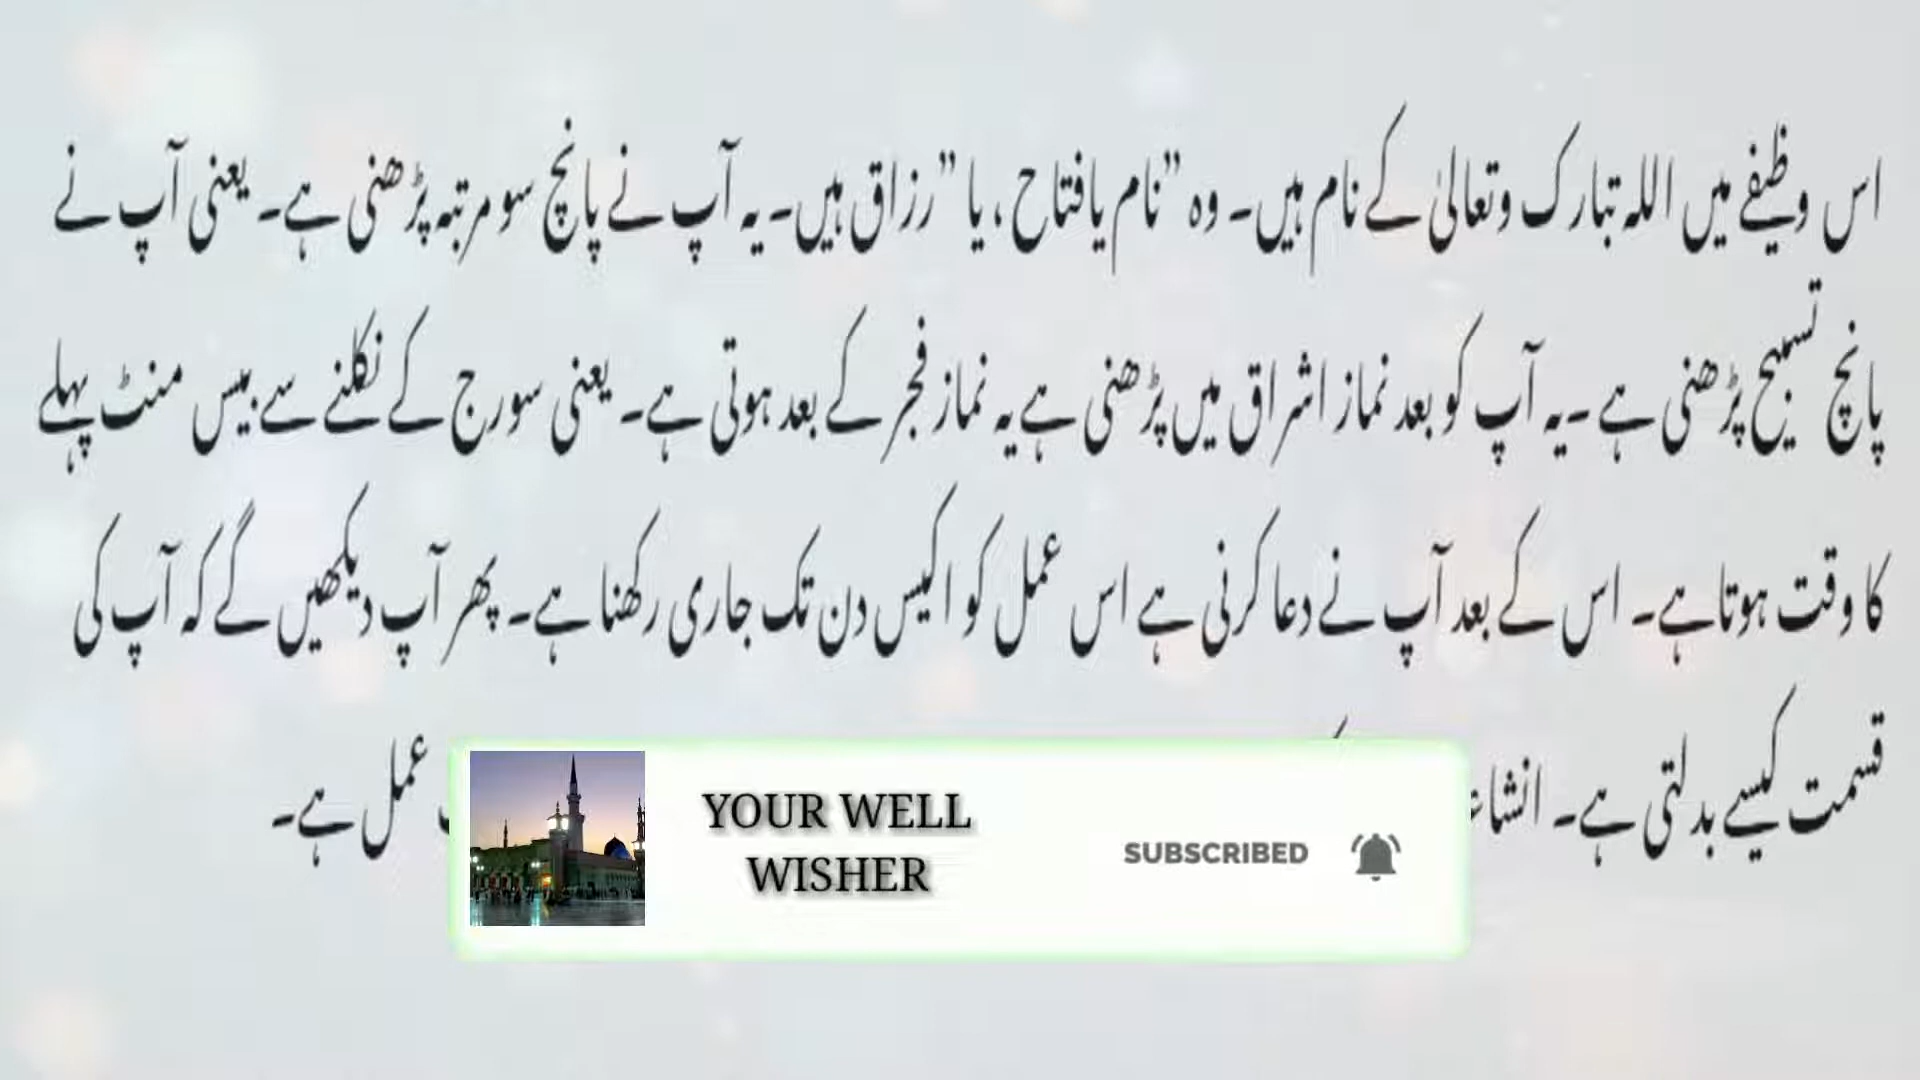 اس وظیفے میں اللہ تبارک وتعالیٰ کے نام ہیں۔ وہ ”نام یافتاح ، یا ”رزاق ہیں۔ یہ آپ نے پانچ سو مرتبہ پڑھنی ہے۔ یعنی آپ نے
پانچ تسبیح پڑھنی ہے ۔ یہ آپ کو بعد نماز اشراق میں پڑھنی ہے یہ نماز فجر کے بعد ہوتی ہے۔ یعنی سورج کے نکلنے سے بیس منٹ پہلے
کا وقت ہوتا ہے۔ اس کے بعد آپ نے دعا کرنی ہے اس عمل کو اکیس دن تک جاری رکھنا ہے۔ پھر آپ دیکھیں گے کہ آپ کی
قسمت کیسے بدلتی ہے۔ عمل ہے۔
YOUR WELL
WISHER
SUBSCRIBED